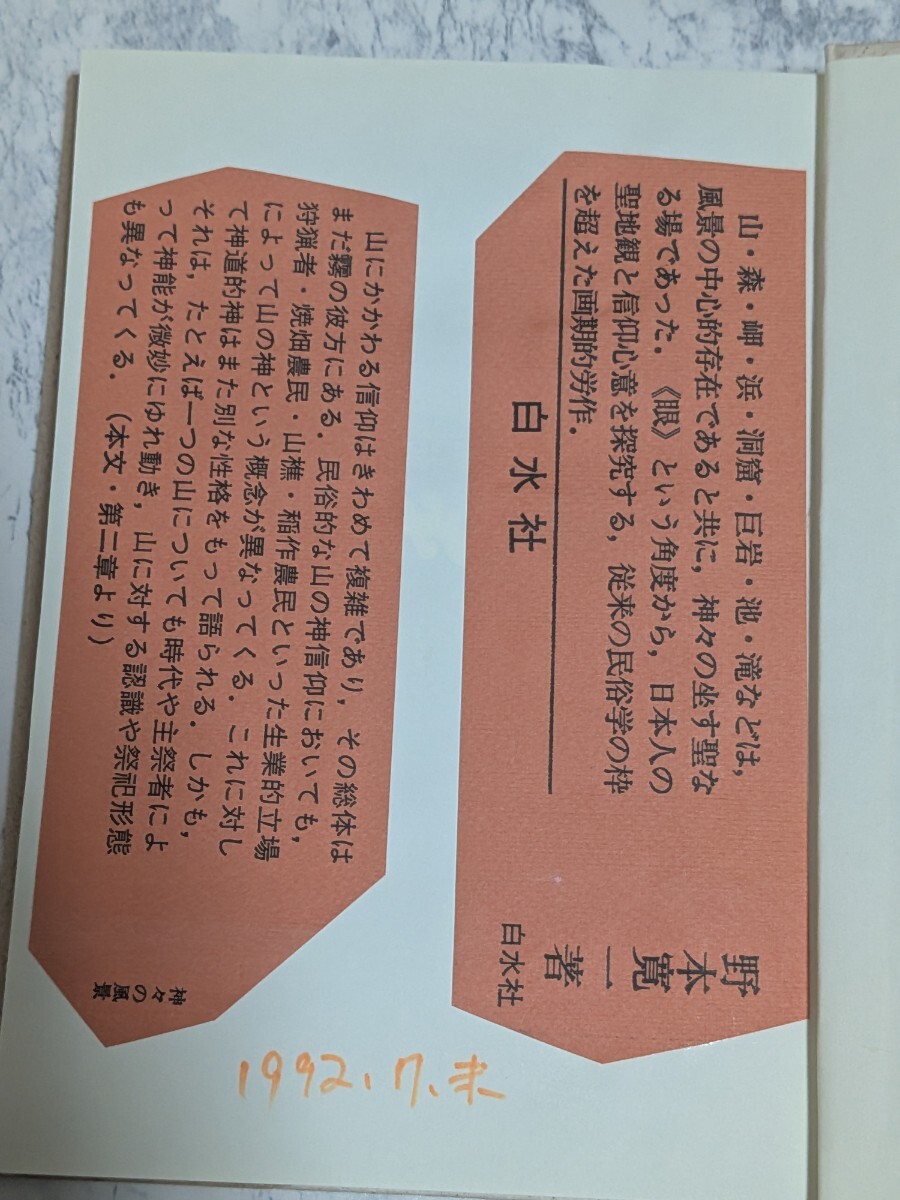 山・森・岬・浜・洞窟・巨岩・池・滝などは，
風景の中心的存在であると共に，神々の坐す聖な
る場であった．《眼》という角度から，日本人の
聖地観と信仰心意を探究する，従来の民俗学の枠
を超えた画期的労作．
白水社
野本寛一著
白水社
山にかかわる信仰はきわめて複雑であり，その総体は
まだ霧の彼方にある．民俗的な山の神信仰においても，
狩猟者・焼畑農民・山樵・稲作農民といった生業的立場
によって山の神という概念が異なってくる．これに対し
て神道的神はまた別な性格をもって語られる．しかも，
それは，たとえば一つの山についても時代や主祭者によ
って神能が微妙にゆれ動き，山に対する認識や祭祀形態
も異なってくる．（本文・第二章より）
神々の風景
1992.7.末